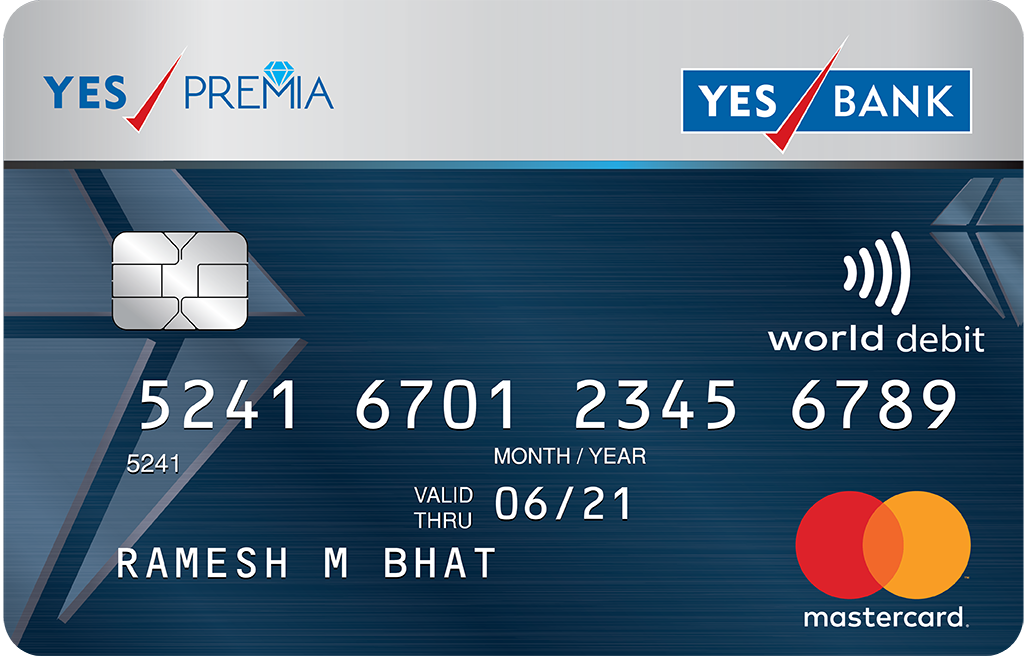 YES PREMIA
YES BANK
world debit
5241 6701 2345 6789
5241
MONTH / YEAR
VALID THRU 06/21
RAMESH M BHAT
mastercard.